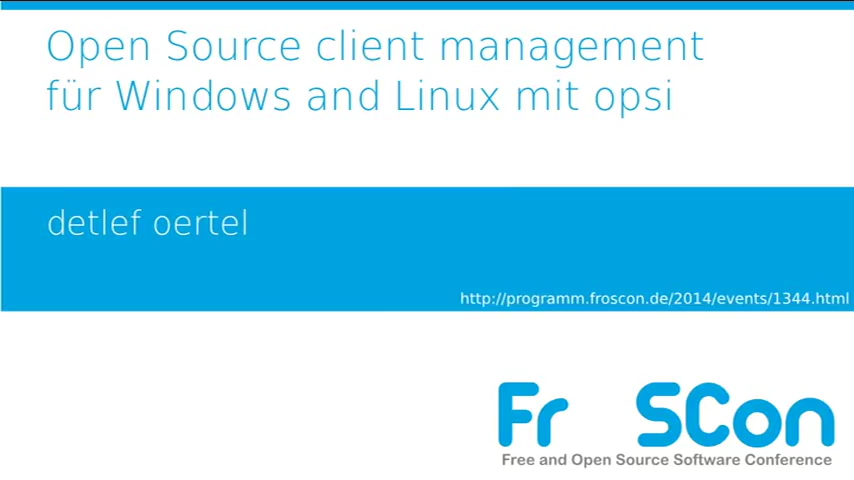 Open Source client management
für Windows and Linux mit opsi
detlef oertel
http://programm.froscon.de/2014/events/1344.html
Fr SCon
Free and Open Source Software Conference